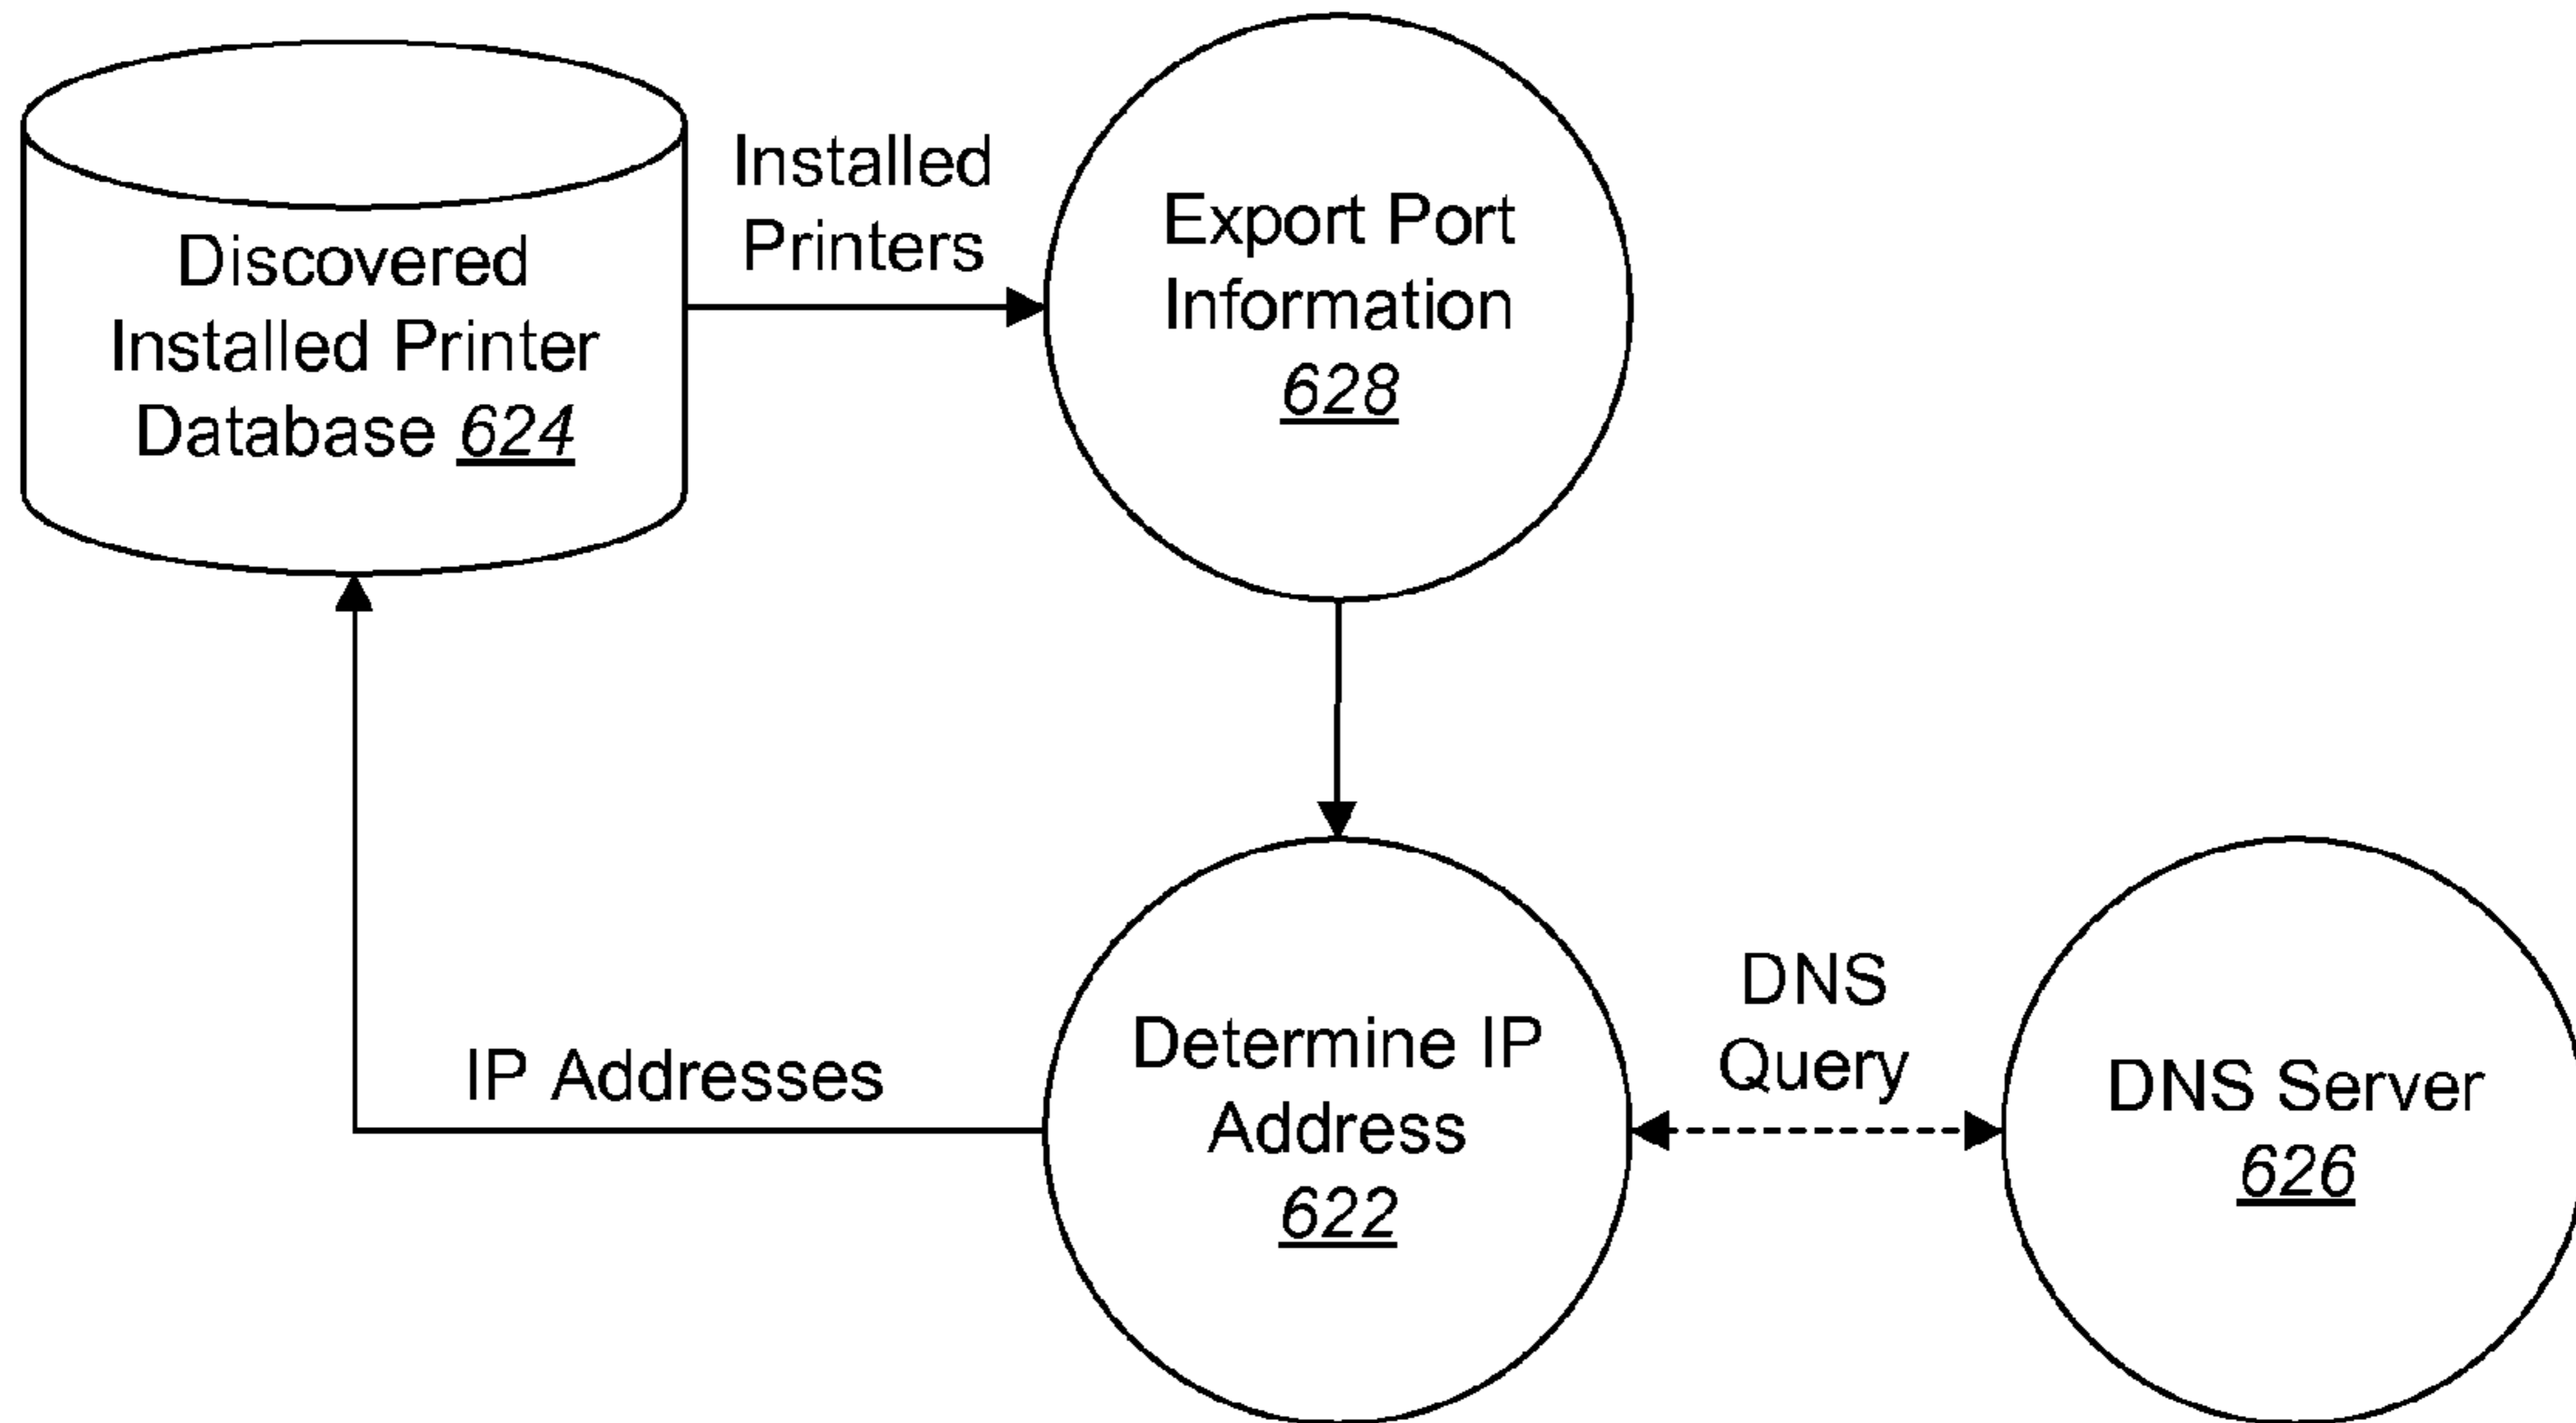 Discovered
Installed Printer
Database 624
Installed
Printers
Export Port
Information
628
IP Addresses
Determine IP
Address
622
DNS
Query
DNS Server
626